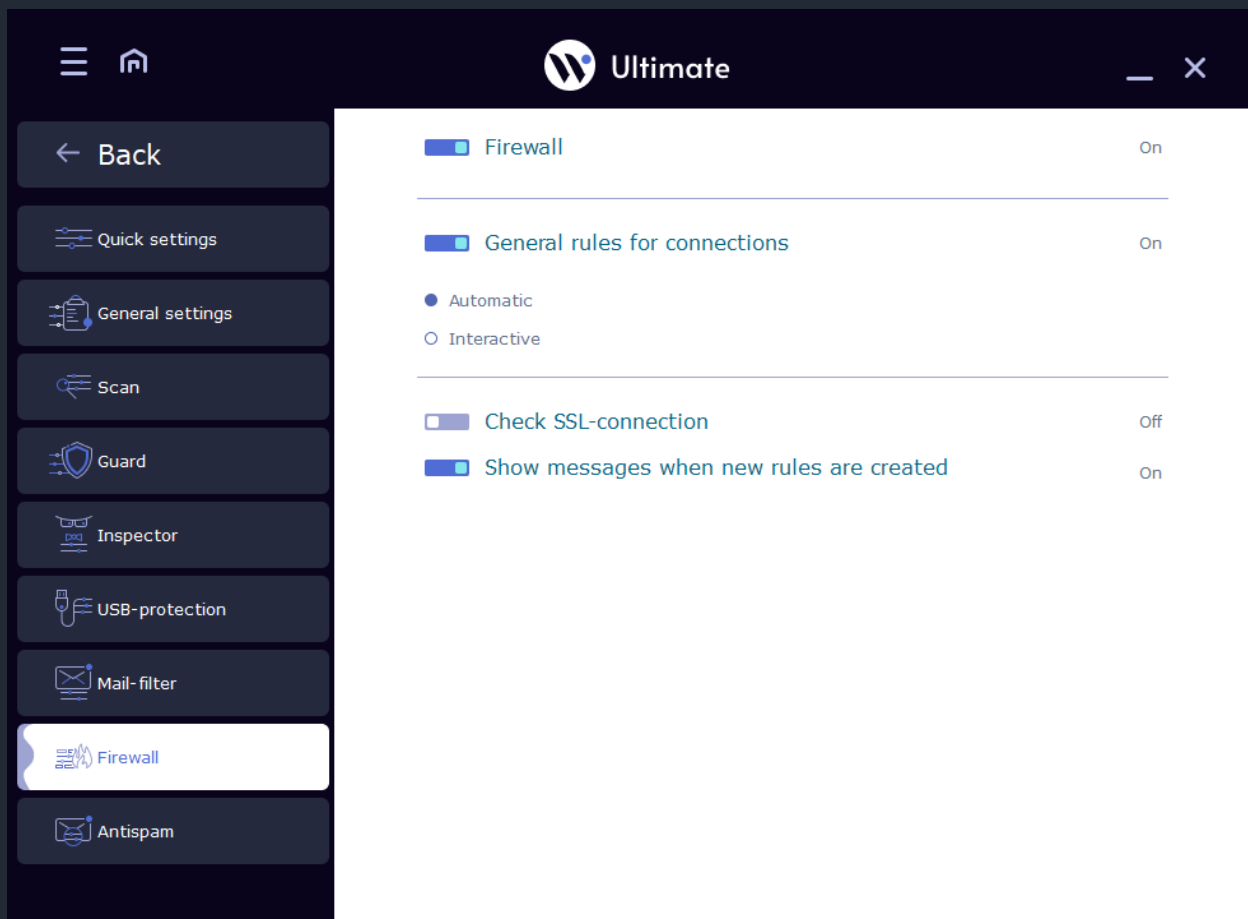 Ultimate
Back
Quick settings
General settings
Scan
Guard
Inspector
USB-protection
Mail-filter
Firewall
Antispam
Firewall On
General rules for connections On
Automatic
Interactive
Check SSL-connection Off
Show messages when new rules are created On